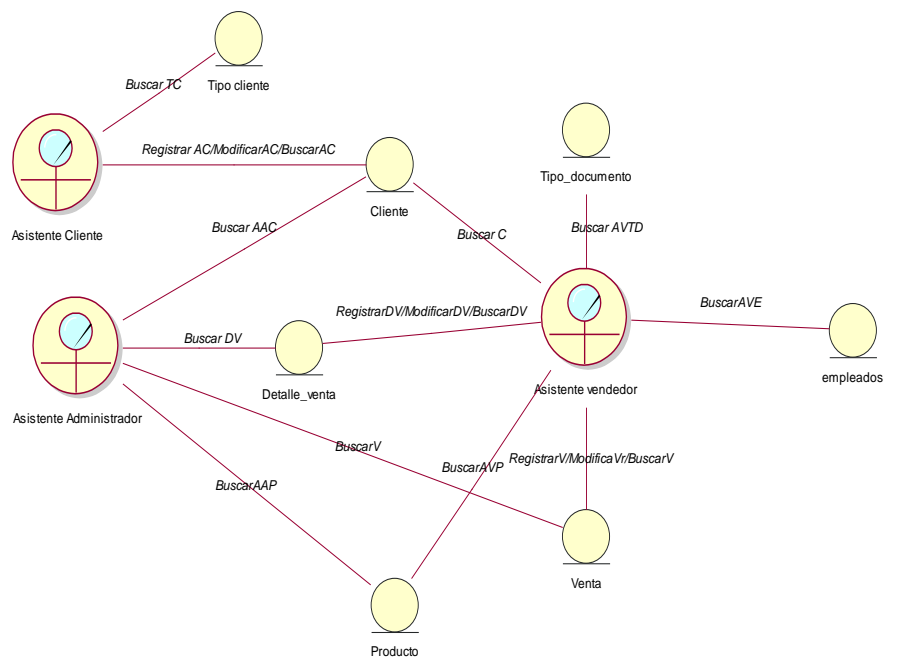 Buscar TC
Tipo cliente
Registrar AC/ModificarAC/BuscarAC
Tipo_documento
Cliente
Asistente Cliente
Buscar AAC
Buscar C
Buscar AVTD
BuscarAVE
RegistrarDV/ModificarDV/BuscarDV
Buscar DV
empleados
Detalle_venta
Asistente vendedor
Asistente Administrador
BuscarV
RegistrarV/ModificaVr/BuscarV
BuscarAVP
BuscarAAP
Venta
Producto